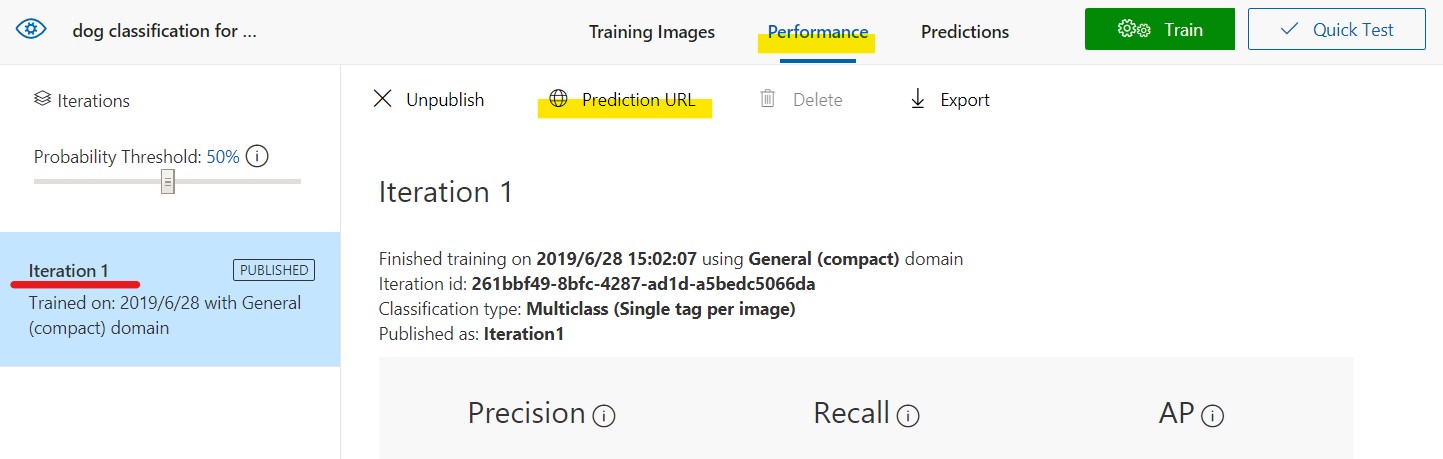 dog classification for ...
Training Images
Performance
Predictions
Train
Quick Test
Iterations
Probability Threshold: 50%
Iteration 1
PUBLISHED
Trained on: 2019/6/28 with General
(compact) domain
Unpublish
Prediction URL
Delete
Export
Iteration 1
Finished training on 2019/6/28 15:02:07 using General (compact) domain
Iteration id: 261bbf49-8bfc-4287-ad1d-a5bedc5066da
Classification type: Multiclass (Single tag per image)
Published as: Iteration1
Precision
Recall
AP